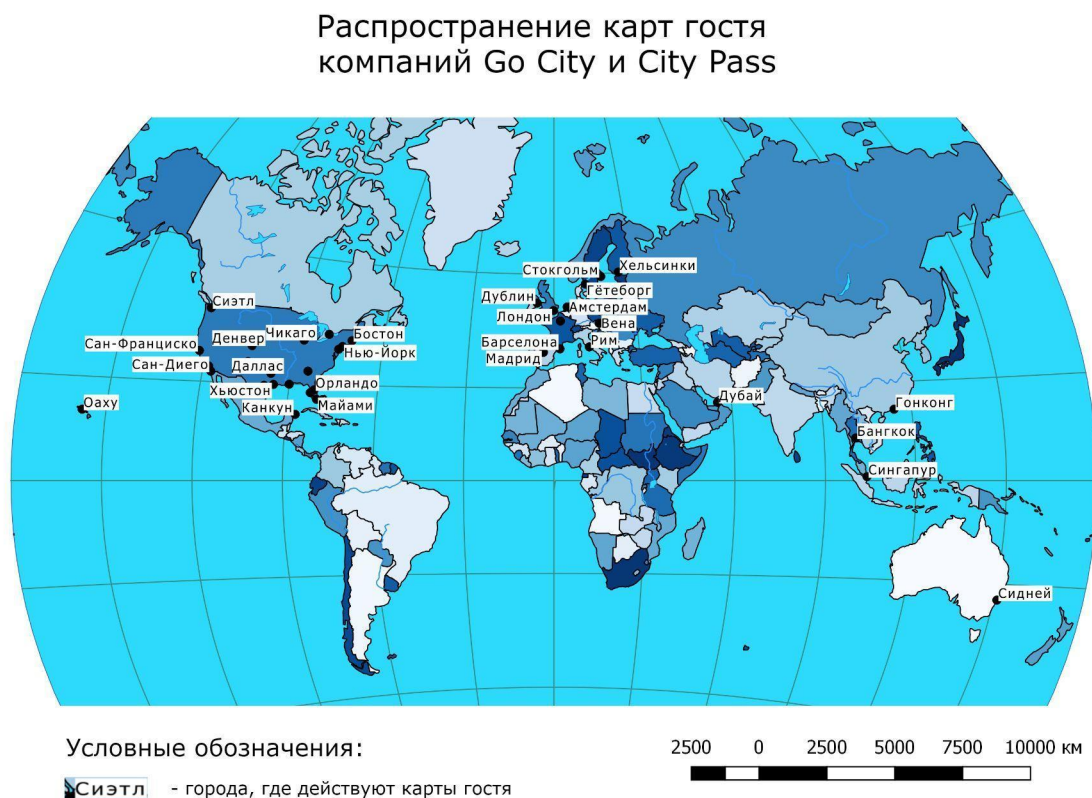 Распространение карт гостя
компаний Go City и City Pass
Стокгольм
Хельсинки
Гётеборг
Дублин
Амстердам
Сиэтл
Лондон
Вена
Чикаго
Бостон
Денвер
Сан-Франциско
Барселона
Рим
Нью-Йорк
Мадрид
Сан-Диего
Даллас
Орландо
Хьюстон
Дубай
Оаху
Канкун
Майами
Гонконг
Бангкок
Сингапур
Сидней
Условные обозначения:
2500 0 2500 5000 7500 10000 км
Сиэтл - города, где действуют карты гостя